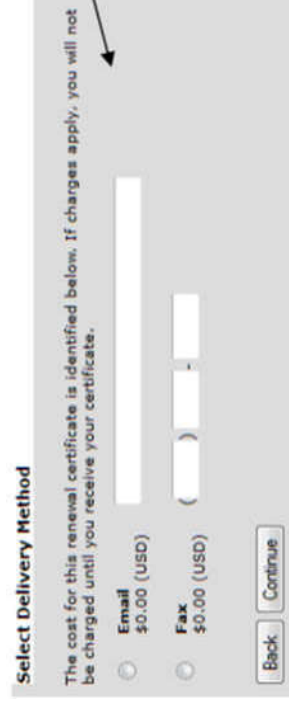 Select Delivery Method
The cost for this renewal certificate is identified below. If charges apply, you will not
be charged until you receive your certificate.
Email
$0.00 (USD)
Fax
$0.00 (USD)
( ) -
Back Continue